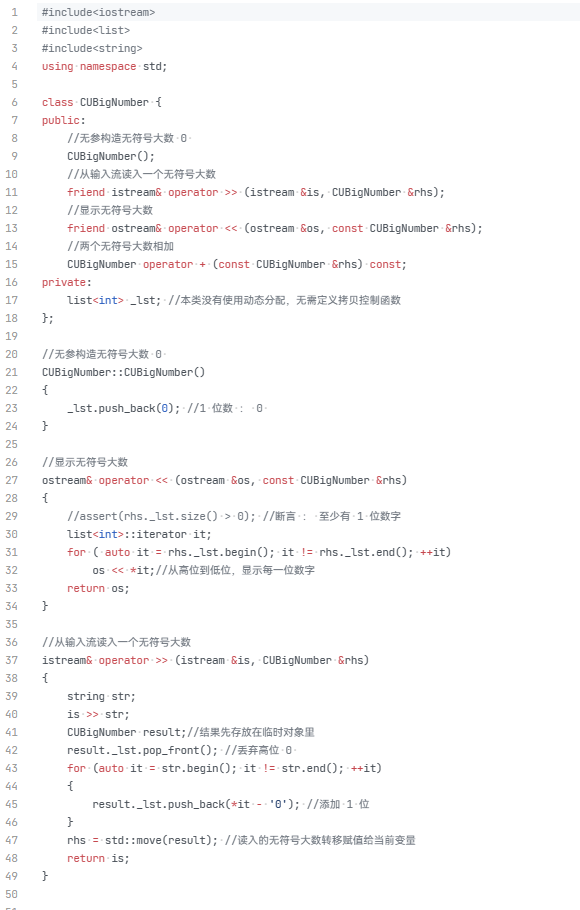 1 #include<iostream>
2 #include<list>
3 #include<string>
4 using namespace std;
5
6 class CUBigNumber {
7 public:
8     //无参构造无符号大数 0
9     CUBigNumber();
10     //从输入流读入一个无符号大数
11     friend istream& operator >> (istream &is, CUBigNumber &rhs);
12     //显示无符号大数
13     friend ostream& operator << (ostream &os, const CUBigNumber &rhs);
14     //两个无符号大数相加
15     CUBigNumber operator + (const CUBigNumber &rhs) const;
16 private:
17     list<int> _lst; //本类没有使用动态分配，无需定义拷贝控制函数
18 };
19
20 //无参构造无符号大数 0
21 CUBigNumber::CUBigNumber()
22 {
23     _lst.push_back(0); //1 位数 ： 0
24 }
25
26 //显示无符号大数
27 ostream& operator << (ostream &os, const CUBigNumber &rhs)
28 {
29     //assert(rhs._lst.size() > 0); //断言 ： 至少有 1 位数字
30     list<int>::iterator it;
31     for ( auto it = rhs._lst.begin(); it != rhs._lst.end(); ++it)
32         os << *it;//从高位到低位，显示每一位数字
33     return os;
34 }
35
36 //从输入流读入一个无符号大数
37 istream& operator >> (istream &is, CUBigNumber &rhs)
38 {
39     string str;
40     is >> str;
41     CUBigNumber result;//结果先存放在临时对象里
42     result._lst.pop_front(); //丢弃高位 0
43     for (auto it = str.begin(); it != str.end(); ++it)
44     {
45         result._lst.push_back(*it - '0'); //添加 1 位
46     }
47     rhs = std::move(result); //读入的无符号大数转移赋值给当前变量
48     return is;
49 }
50